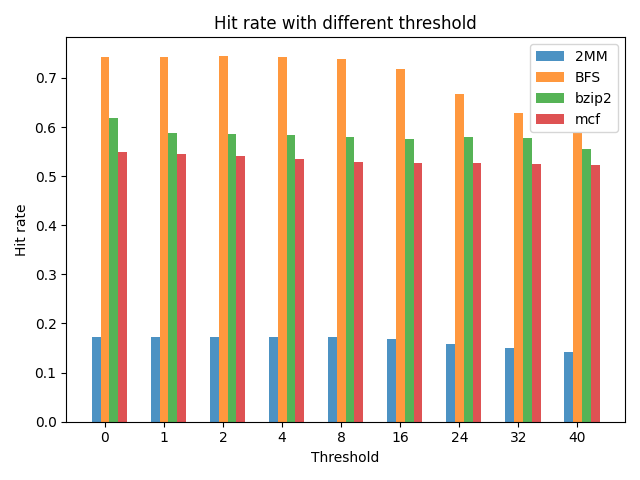 Hit rate with different threshold
2MM
BFS
bzip2
mcf
Hit rate
0.7
0.6
0.5
0.4
0.3
0.2
0.1
0.0
0 1 2 4 8 16 24 32 40
Threshold